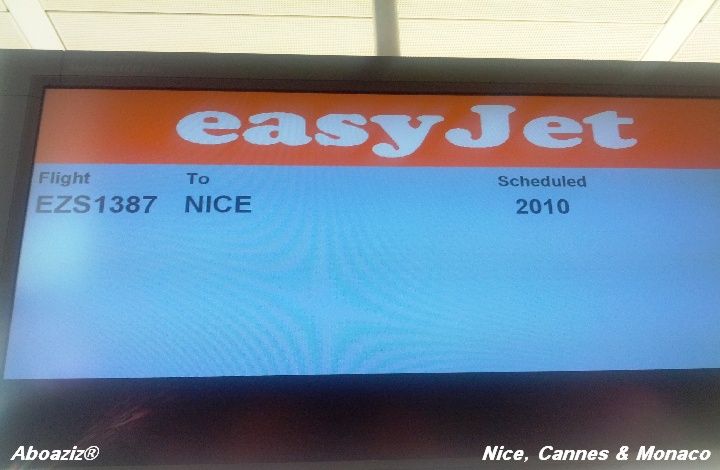 easyJet
Flight To Scheduled
EZS1387 NICE 2010
Aboaziz® Nice, Cannes & Monaco